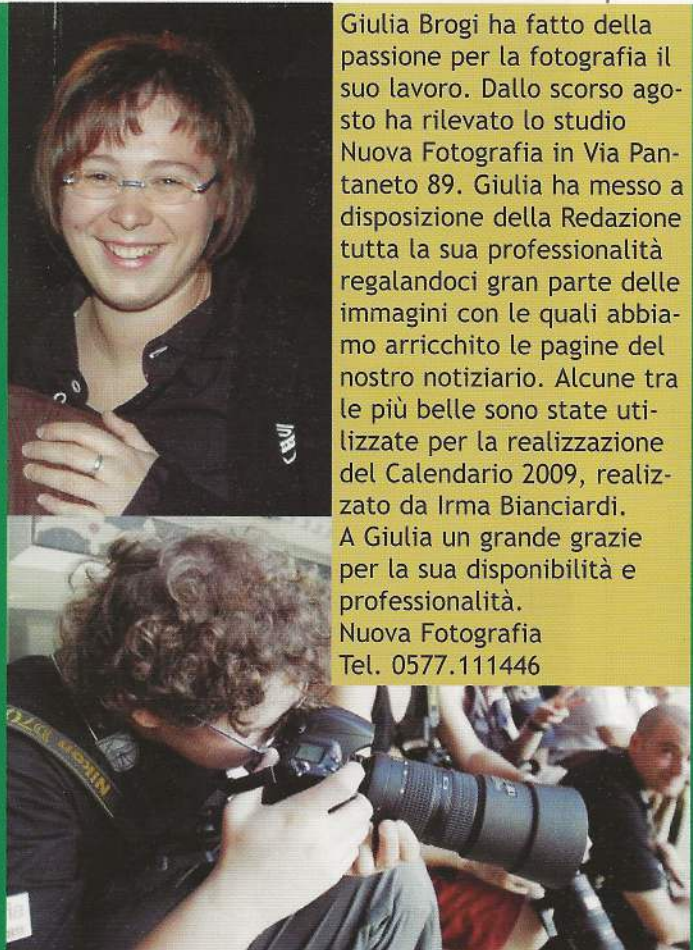 Giulia Brogi ha fatto della
passione per la fotografia il
suo lavoro. Dallo scorso ago-
sto ha rilevato lo studio
Nuova Fotografia in Via Pan-
taneto 89. Giulia ha messo a
disposizione della Redazione
tutta la sua professionalità
regalandoci gran parte delle
immagini con le quali abbia-
mo arricchito le pagine del
nostro notiziario. Alcune tra
le più belle sono state uti-
lizzate per la realizzazione
del Calendario 2009, realiz-
zato da Irma Bianciardi.
A Giulia un grande grazie
per la sua disponibilità e
professionalità.
Nuova Fotografia
Tel. 0577.111446
Nikon D70